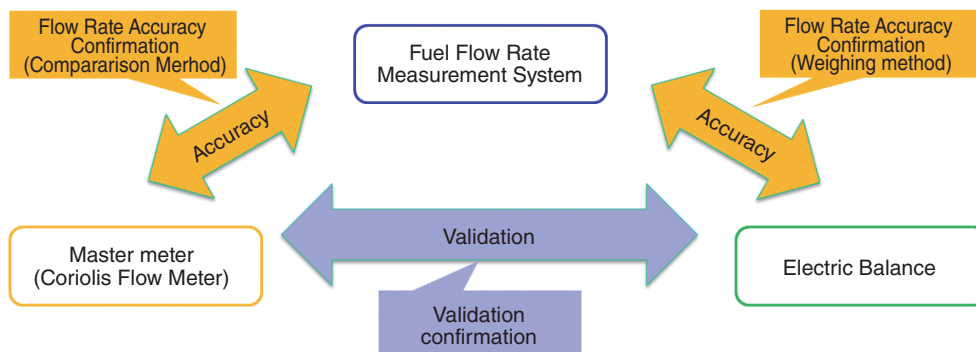 Flow Rate Accuracy
Confirmation
(Compararison Merhod)
Fuel Flow Rate
Measurement System
Flow Rate Accuracy
Confirmation
(Weighing method)
Accuracy
Accuracy
Master meter
(Coriolis Flow Meter)
Validation
Electric Balance
Validation
confirmation